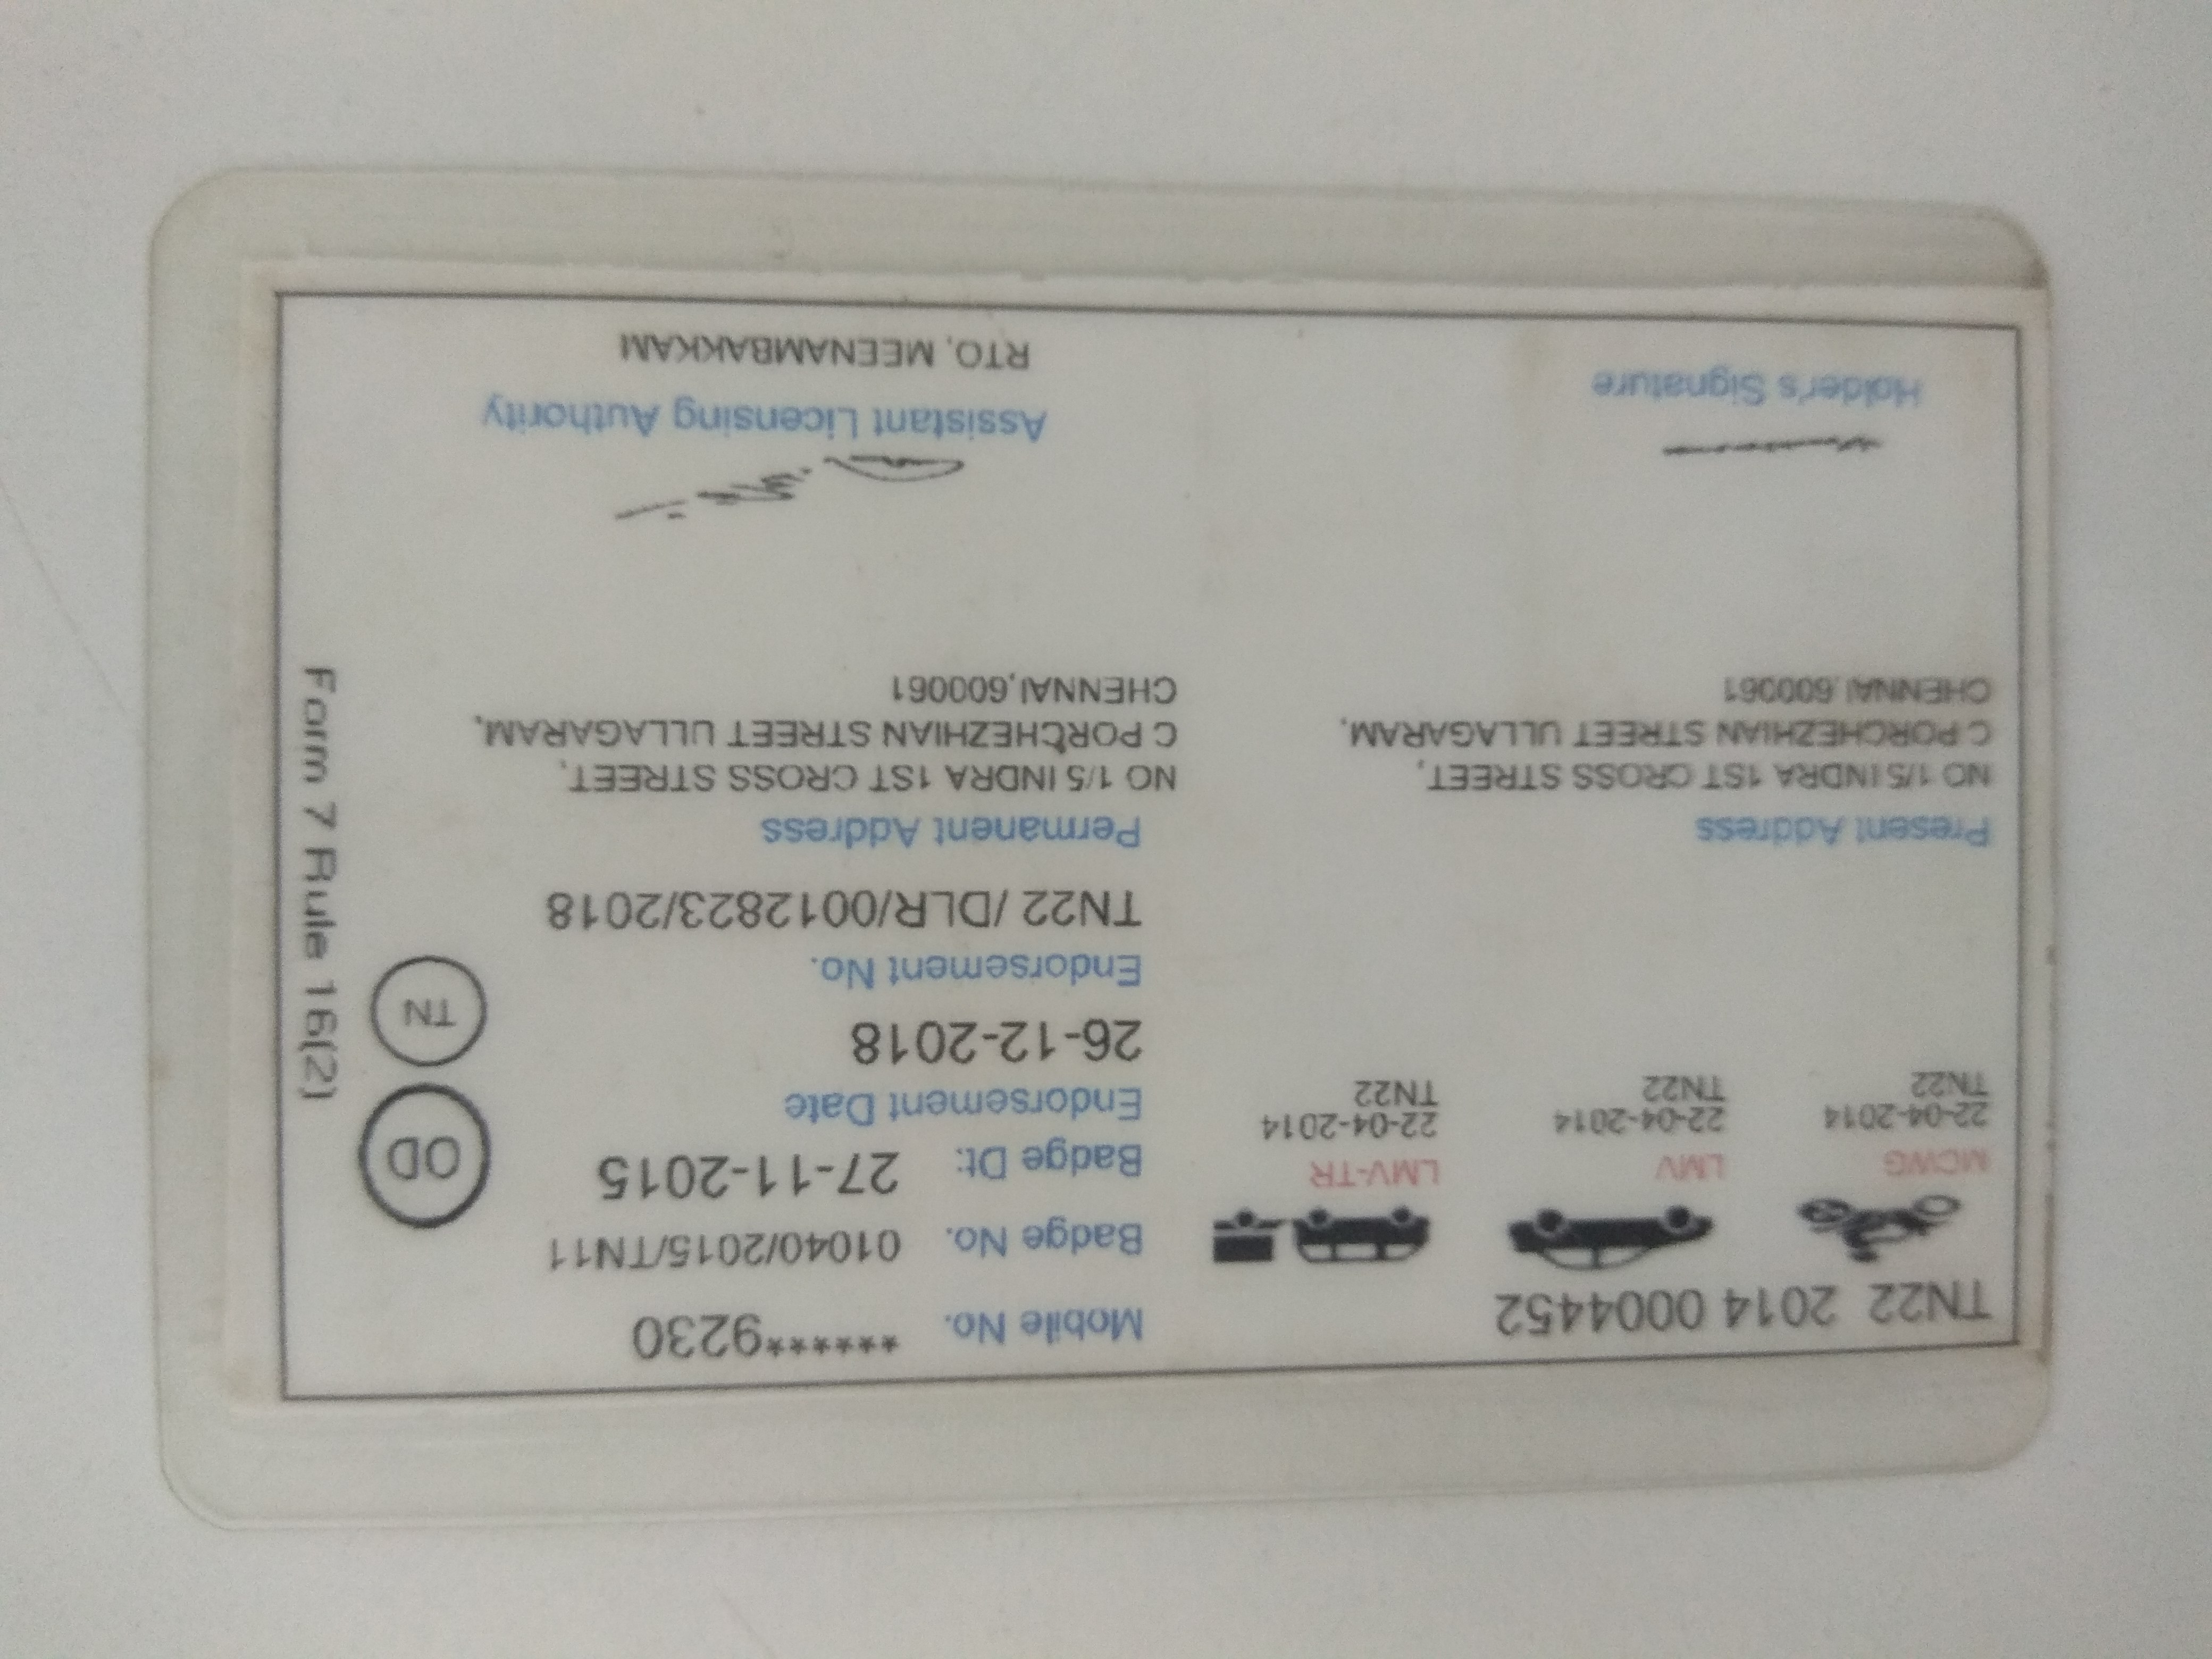 TN22 2014 0004452
MCWG
22-04-2014
TN22
LMV
22-04-2014
TN22
LMV-TR
22-04-2014
TN22
Mobile No. ******9230
Badge No. 01040/2015/TN11
Badge Dt: 27-11-2015
Endorsement Date
26-12-2018
Endorsement No.
TN22 /DLR/0012823/2018
OD
TN
Form 7 Rule 16(2)
Present Address
NO 1/5 INDRA 1ST CROSS STREET,
C PORCHEZHIAN STREET ULLAGARAM,
CHENNAI,600061
Permanent Address
NO 1/5 INDRA 1ST CROSS STREET,
C PORCHEZHIAN STREET ULLAGARAM,
CHENNAI,600061
Holder's Signature
Assistant Licensing Authority
RTO, MEENAMBAKKAM